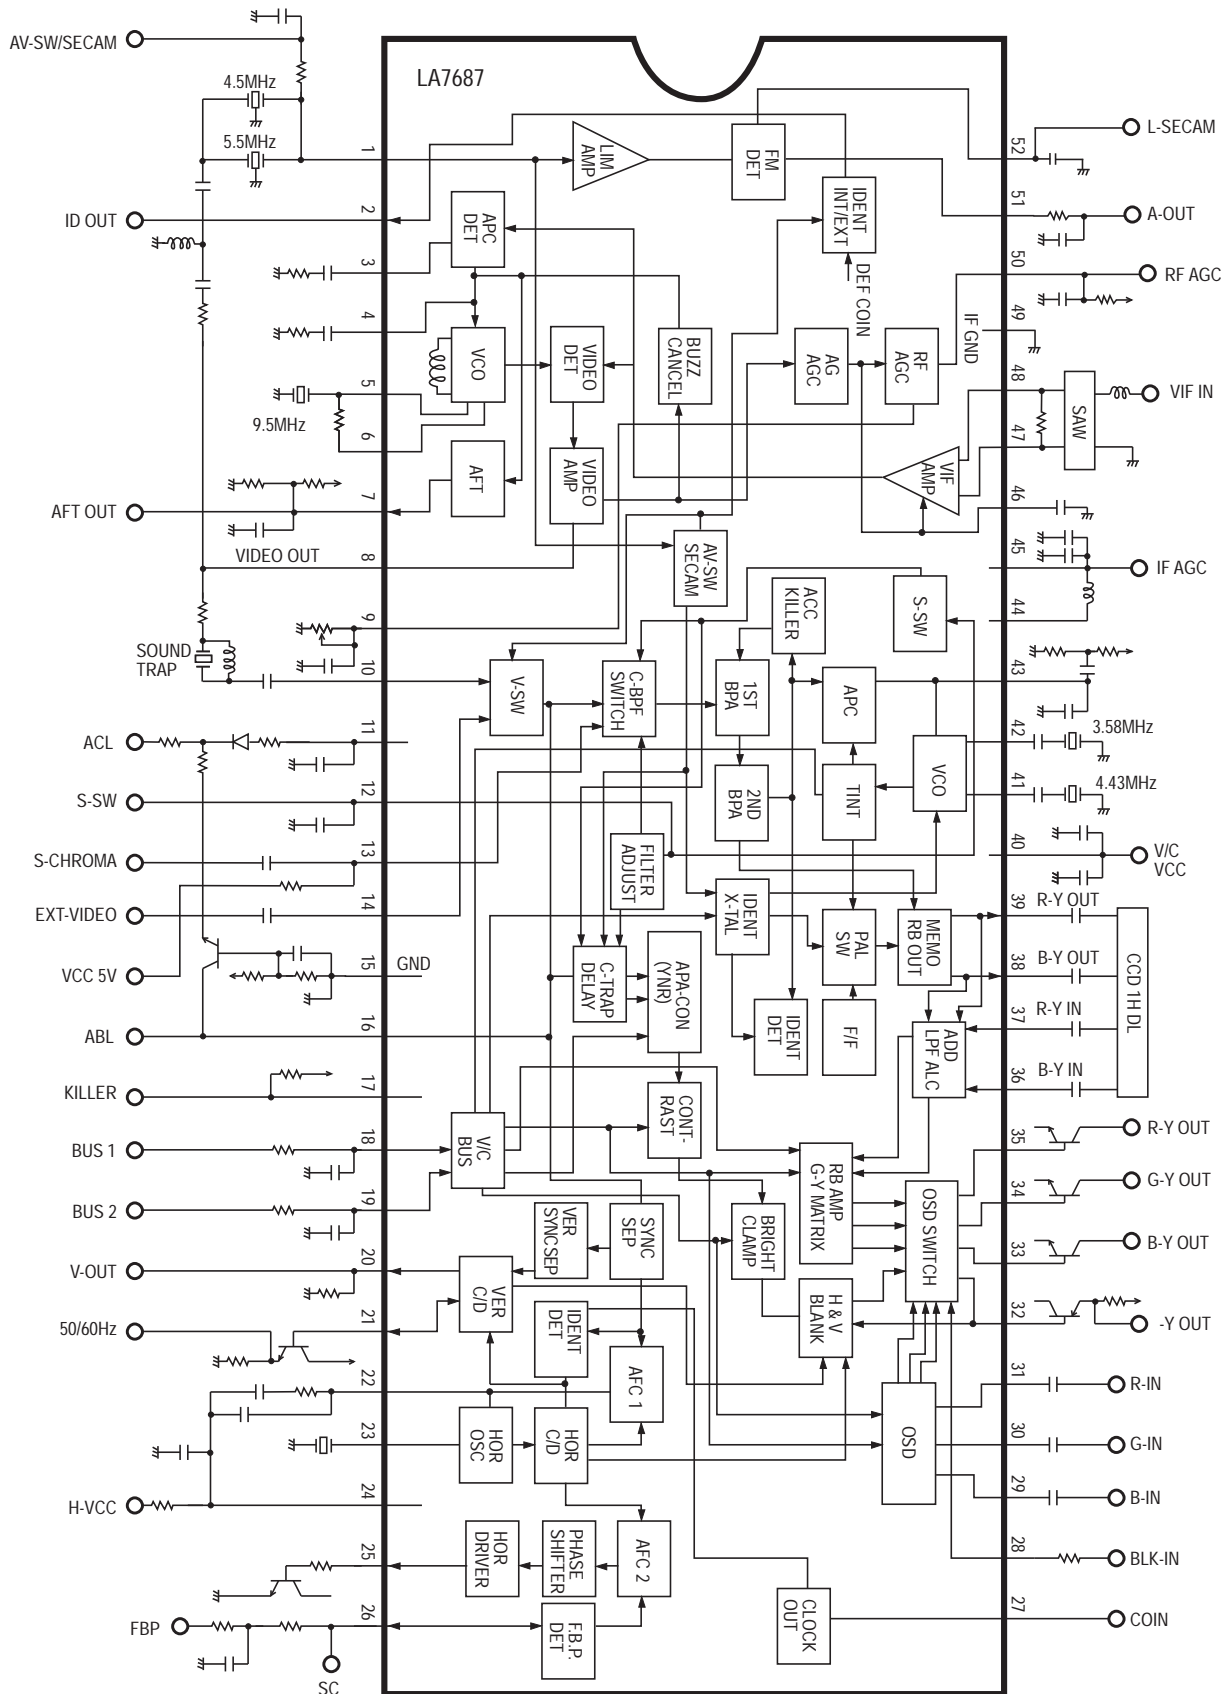 AV-SW/SECAM
4.5MHz
5.5MHz
ID OUT
9.5MHz
AFT OUT
VIDEO OUT
SOUND
TRAP
ACL
S-SW
S-CHROMA
EXT-VIDEO
VCC 5V
ABL
KILLER
BUS 1
BUS 2
V-OUT
50/60Hz
H-VCC
FBP
SC
1
2
3
4
5
6
7
8
9
10
11
12
13
14
15
16
17
18
19
20
21
22
23
24
25
26
GND
LA7687
LIM
AMP
FM
DET
IDENT
INT/EXT
DEF COIN
APC
DET
VCO
VIDEO
DET
BUZZ
CANCEL
AG
AGC
RF
AGC
IF GND
AFT
VIDEO
AMP
VIF
AMP
AV-SW
SECAM
ACC
KILLER
S-SW
V-SW
C-BPF
SWITCH
1ST
BPA
APC
2ND
BPA
TINT
VCO
FILTER
ADJUST
IDENT
X-TAL
PAL
SW
MEMO
RB OUT
C-TRAP
DELAY
APA-CON
(YNR)
IDENT
DET
F/F
ADD
LPF ALC
CONT-
RAST
V/C
BUS
RB AMP
G-Y MATRIX
OSD SWITCH
VER
SYNC SEP
SYNC
SEP
BRIGHT
CLAMP
VER
C/D
IDENT
DET
H & V
BLANK
AFC 1
HOR
OSC
HOR
C/D
OSD
HOR
DRIVER
PHASE
SHIFTER
AFC 2
F.B.P.
DET
CLOCK
OUT
52
51
50
49
48
47
46
45
44
43
42
41
40
39
38
37
36
35
34
33
32
31
30
29
28
27
L-SECAM
A-OUT
RF AGC
VIF IN
SAW
IF AGC
3.58MHz
4.43MHz
V/C
VCC
R-Y OUT
B-Y OUT
R-Y IN
B-Y IN
CCD 1H DL
R-Y OUT
G-Y OUT
B-Y OUT
-Y OUT
R-IN
G-IN
B-IN
BLK-IN
COIN